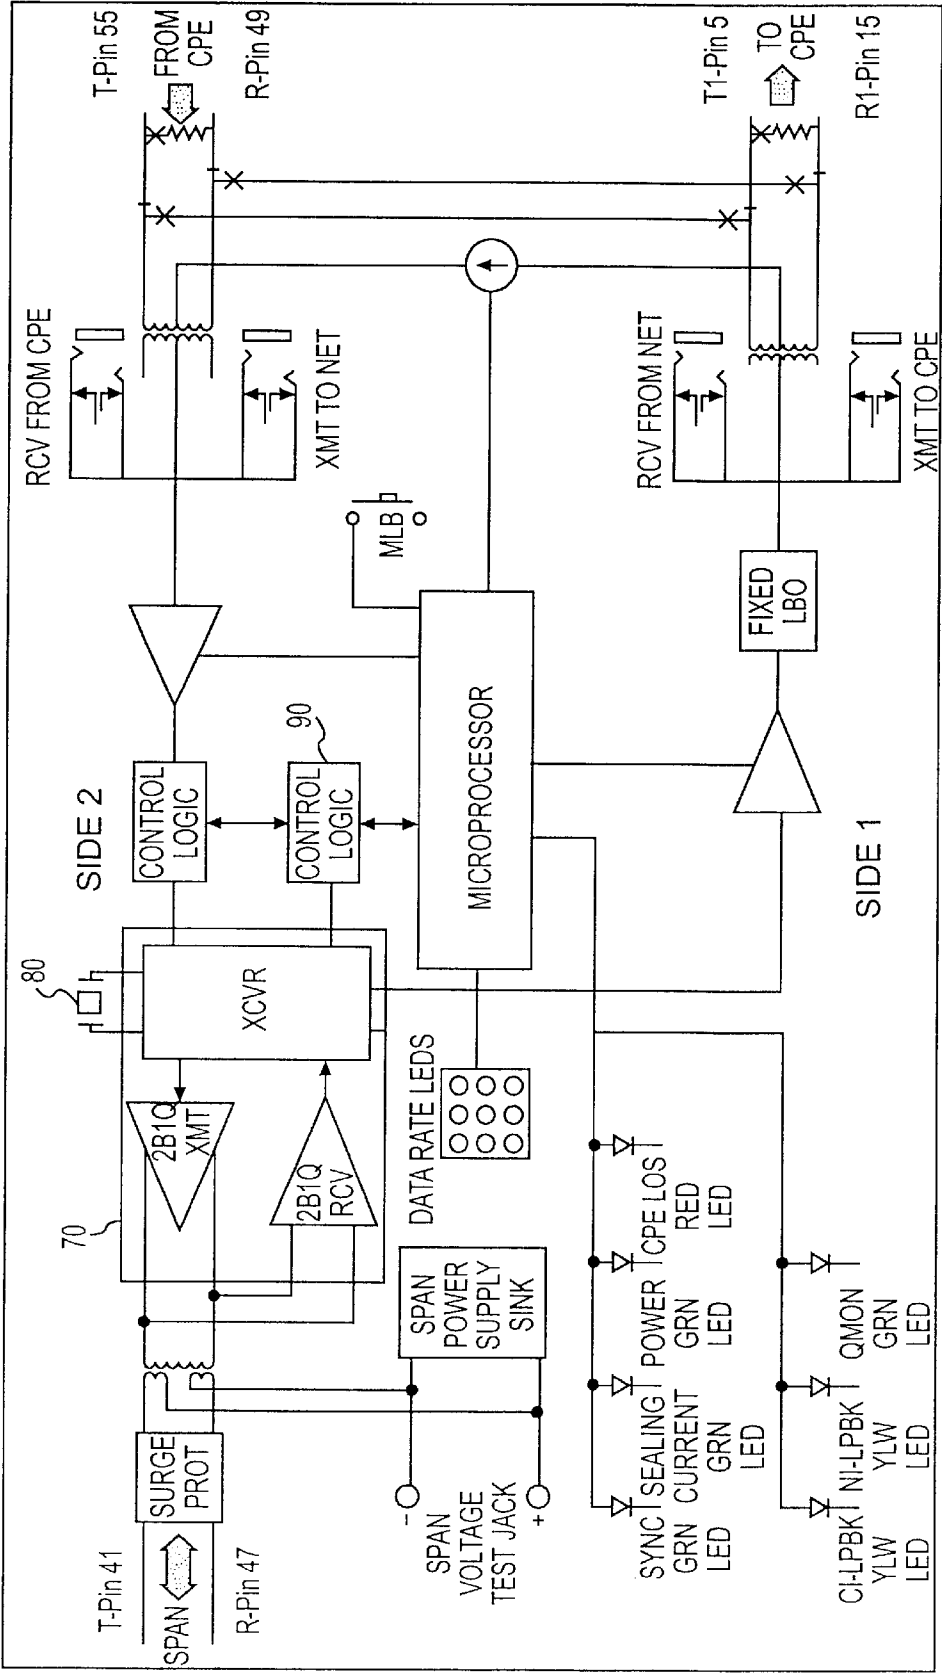 T-Pin 41
SPAN
R-Pin 47
SURGE
PROT
70
2B1Q
XMT
2B1Q
RCV
80
XCVR
SIDE 2
CONTROL
LOGIC
90
CONTROL
LOGIC
RCV FROM CPE
XMT TO NET
T-Pin 55
FROM
CPE
R-Pin 49
MLB
MICROPROCESSOR
DATA RATE LEDS
SPAN
POWER
SUPPLY
SINK
-
SPAN
VOLTAGE
TEST JACK
+
SYNC
GRN
LED
SEALING
CURRENT
GRN
LED
POWER
GRN
LED
CPE LOS
RED
LED
CI-LPBK
YLW
LED
NI-LPBK
YLW
LED
QMON
GRN
LED
SIDE 1
FIXED
LBO
RCV FROM NET
XMT TO CPE
T1-Pin 5
TO
CPE
R1-Pin 15